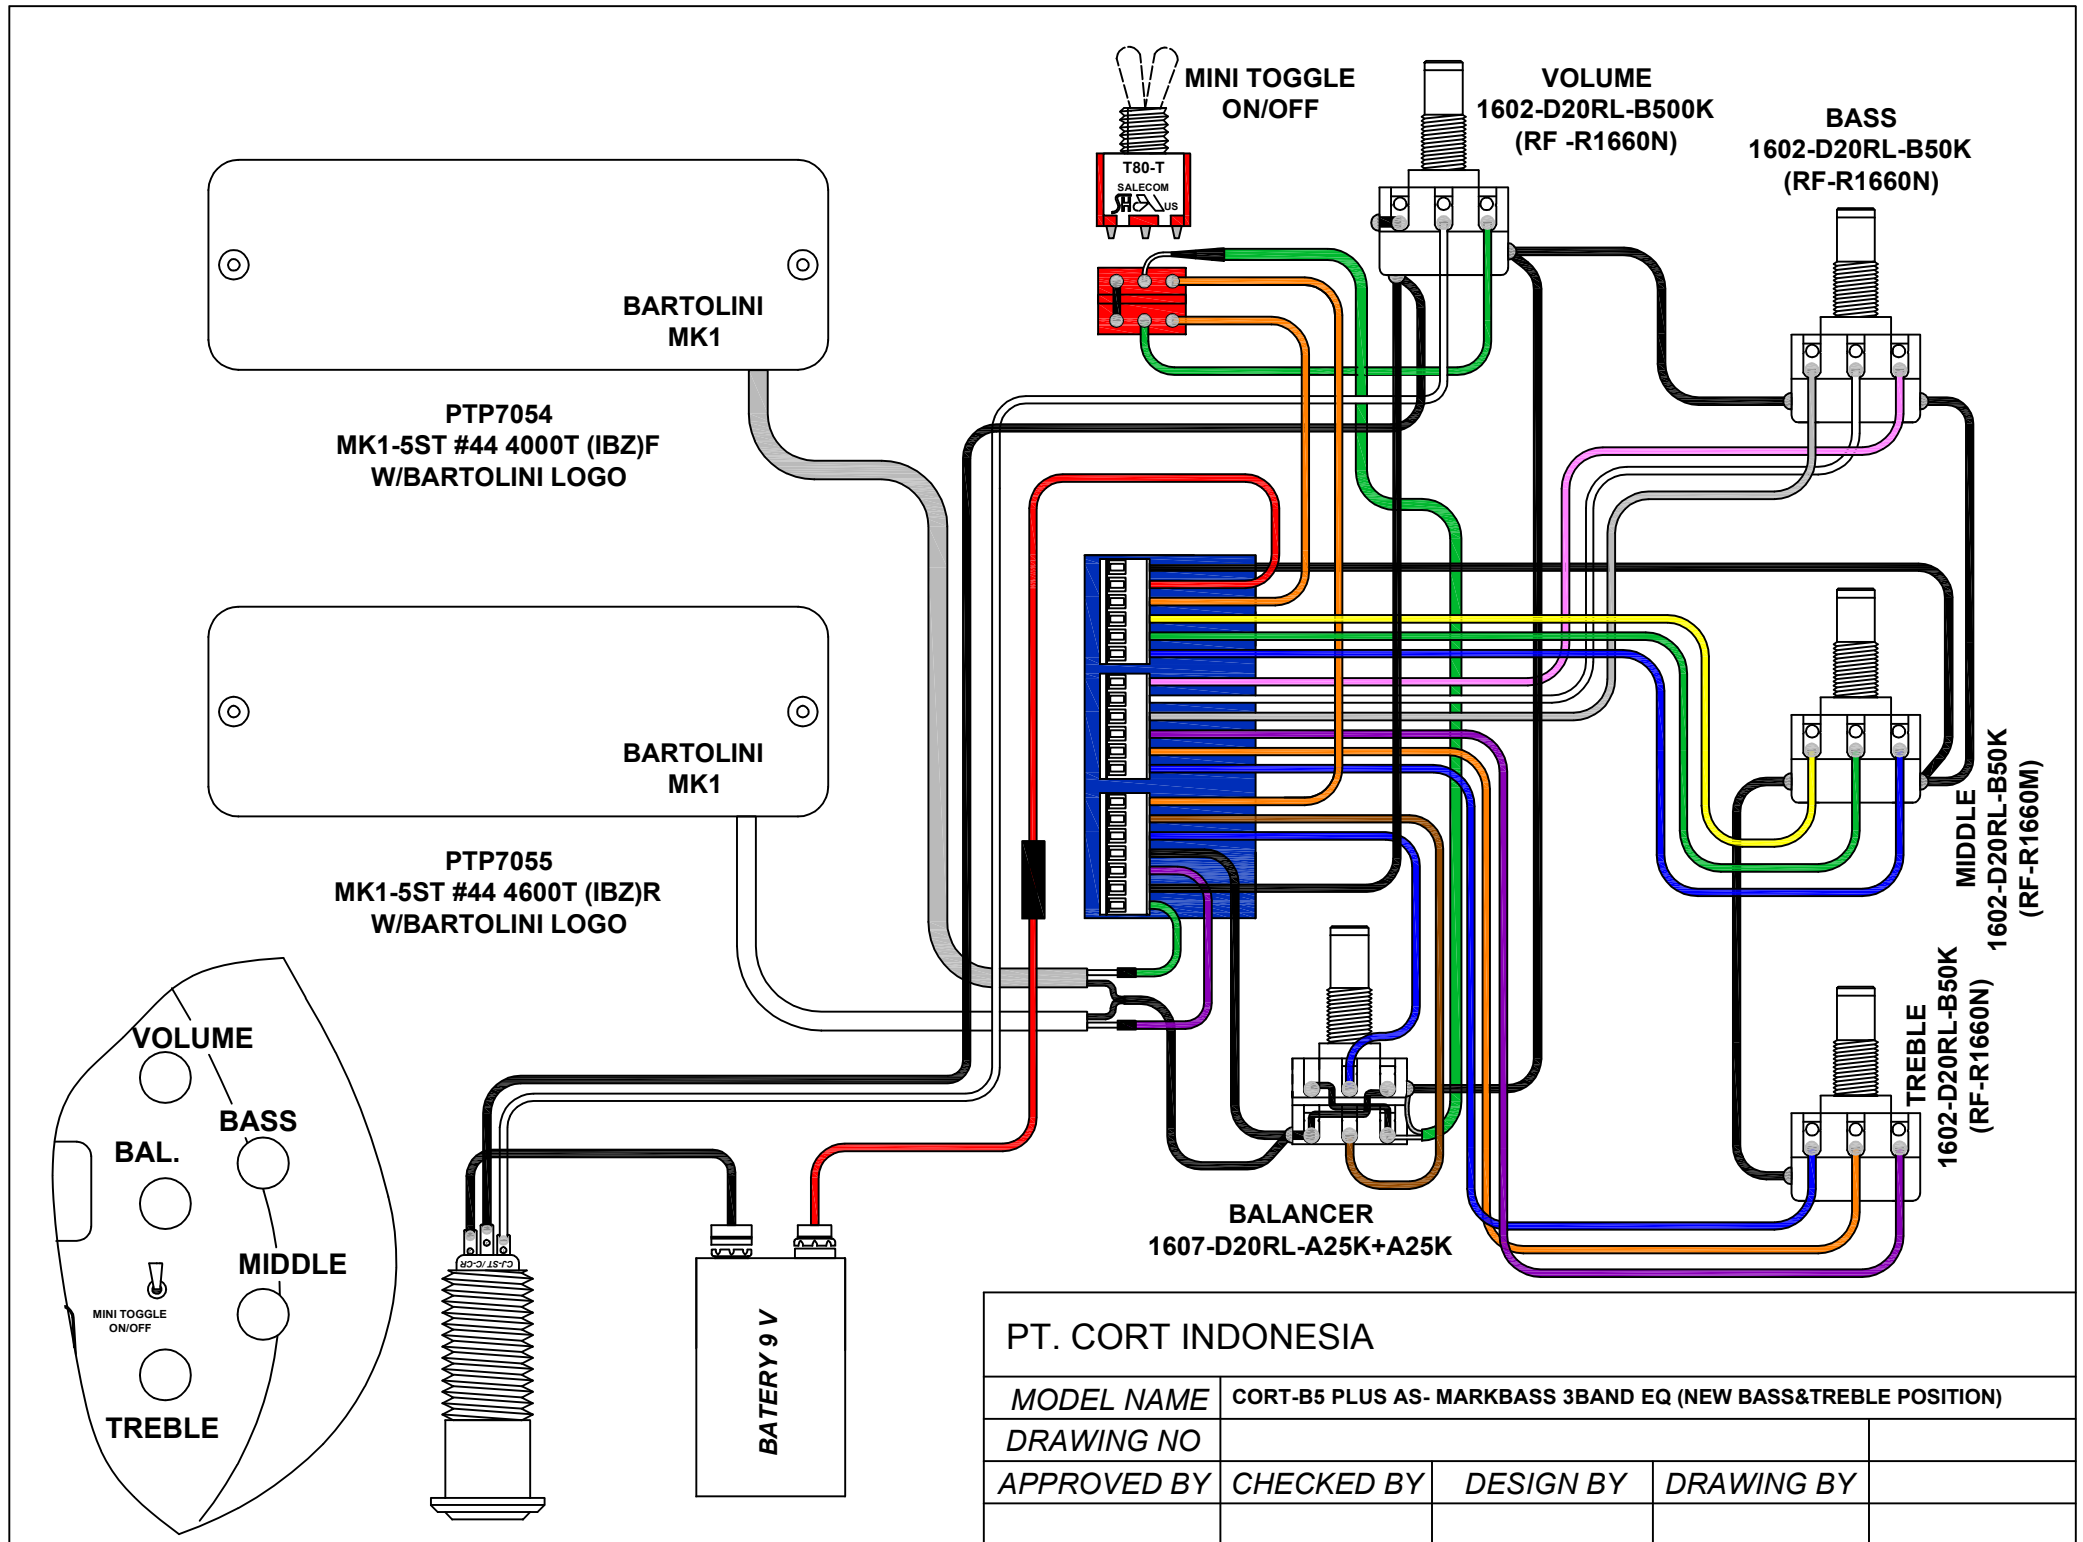 MINI TOGGLE
ON/OFF
T80-T
SALECOM
US
VOLUME
1602-D20RL-B500K
(RF -R1660N)
BASS
1602-D20RL-B50K
(RF-R1660N)
BARTOLINI
MK1
PTP7054
MK1-5ST #44 4000T (IBZ)F
W/BARTOLINI LOGO
BARTOLINI
MK1
PTP7055
MK1-5ST #44 4600T (IBZ)R
W/BARTOLINI LOGO
MIDDLE
1602-D20RL-B50K
(RF-R1660M)
TREBLE
1602-D20RL-B50K
(RF-R1660N)
BALANCER
1607-D20RL-A25K+A25K
VOLUME
BASS
BAL.
MIDDLE
MINI TOGGLE
ON/OFF
TREBLE
CJ-ST/C-CR
BATERY 9 V
PT. CORT INDONESIA
MODEL NAME CORT-B5 PLUS AS- MARKBASS 3BAND EQ (NEW BASS&TREBLE POSITION)
DRAWING NO
APPROVED BY CHECKED BY DESIGN BY DRAWING BY